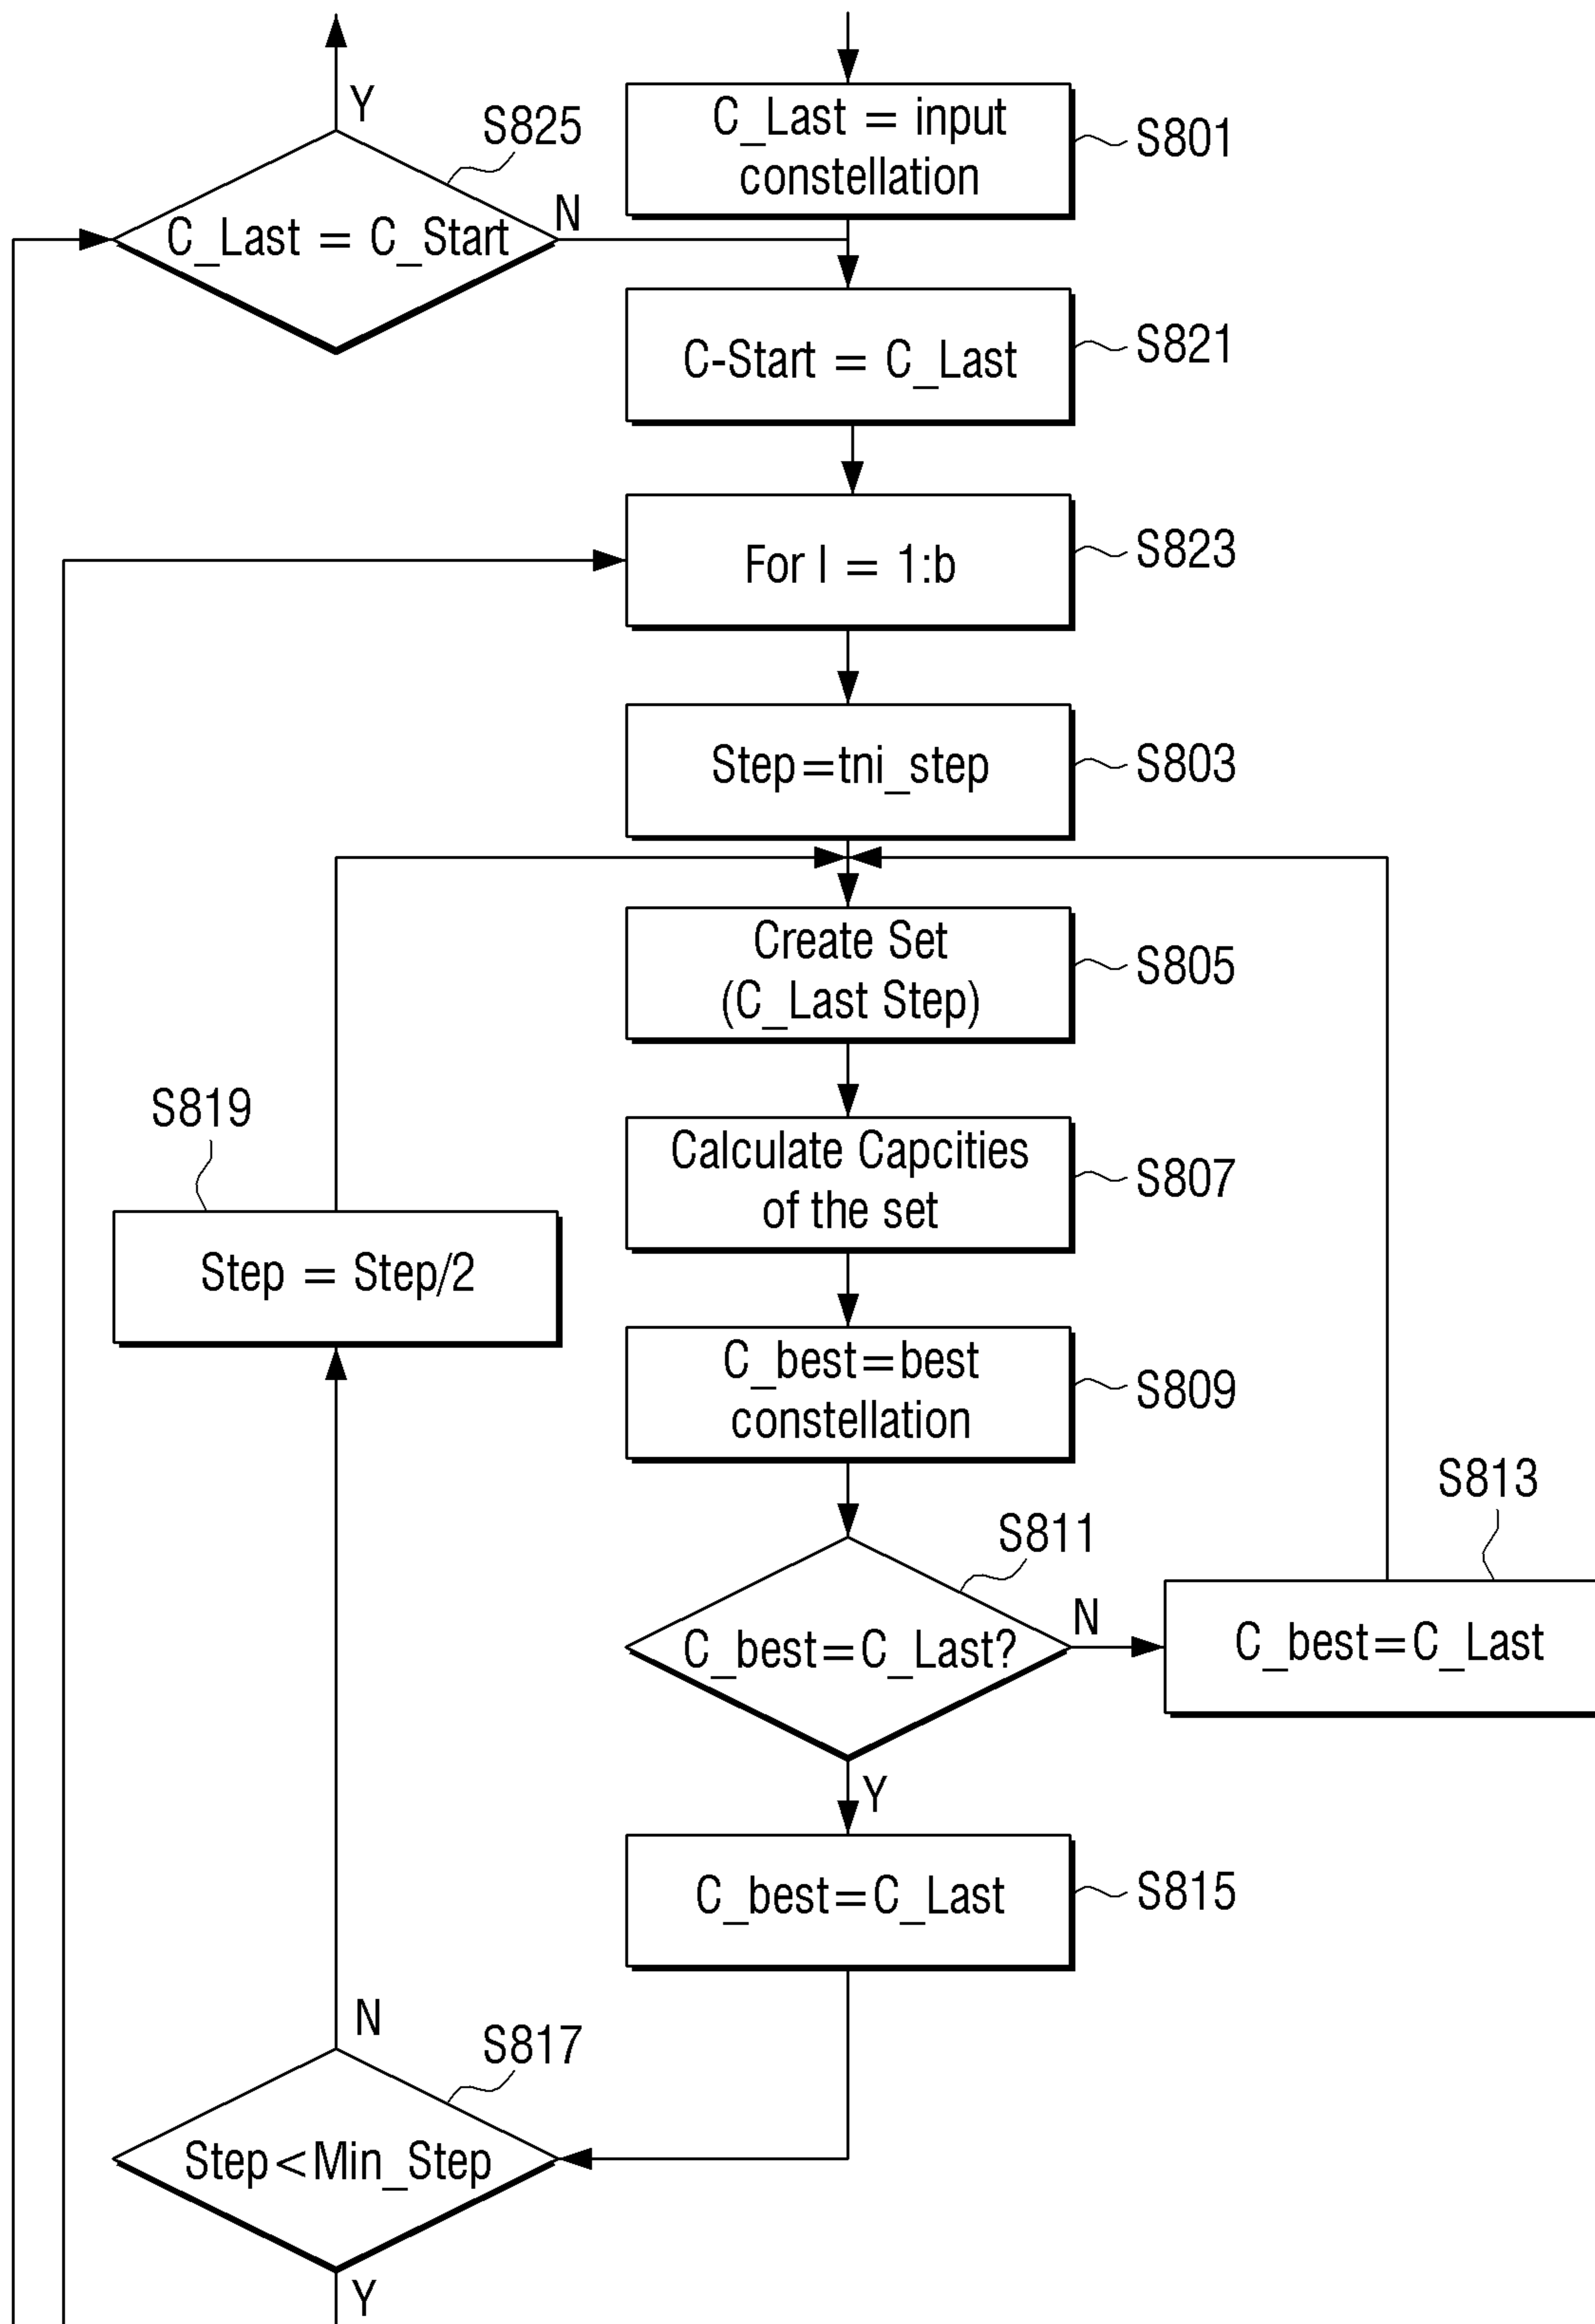 Y
S825
C_Last = C_Start
N
C_Last = input
constellation
S801
C-Start = C_Last
S821
For I = 1:b
S823
Step=tni_step
S803
Create Set
(C_Last Step)
S805
Calculate Capcities
of the set
S807
S819
Step = Step/2
C_best=best
constellation
S809
S811
C_best=C_Last?
N
S813
C_best=C_Last
Y
C_best=C_Last
S815
N
S817
Step<Min_Step
Y